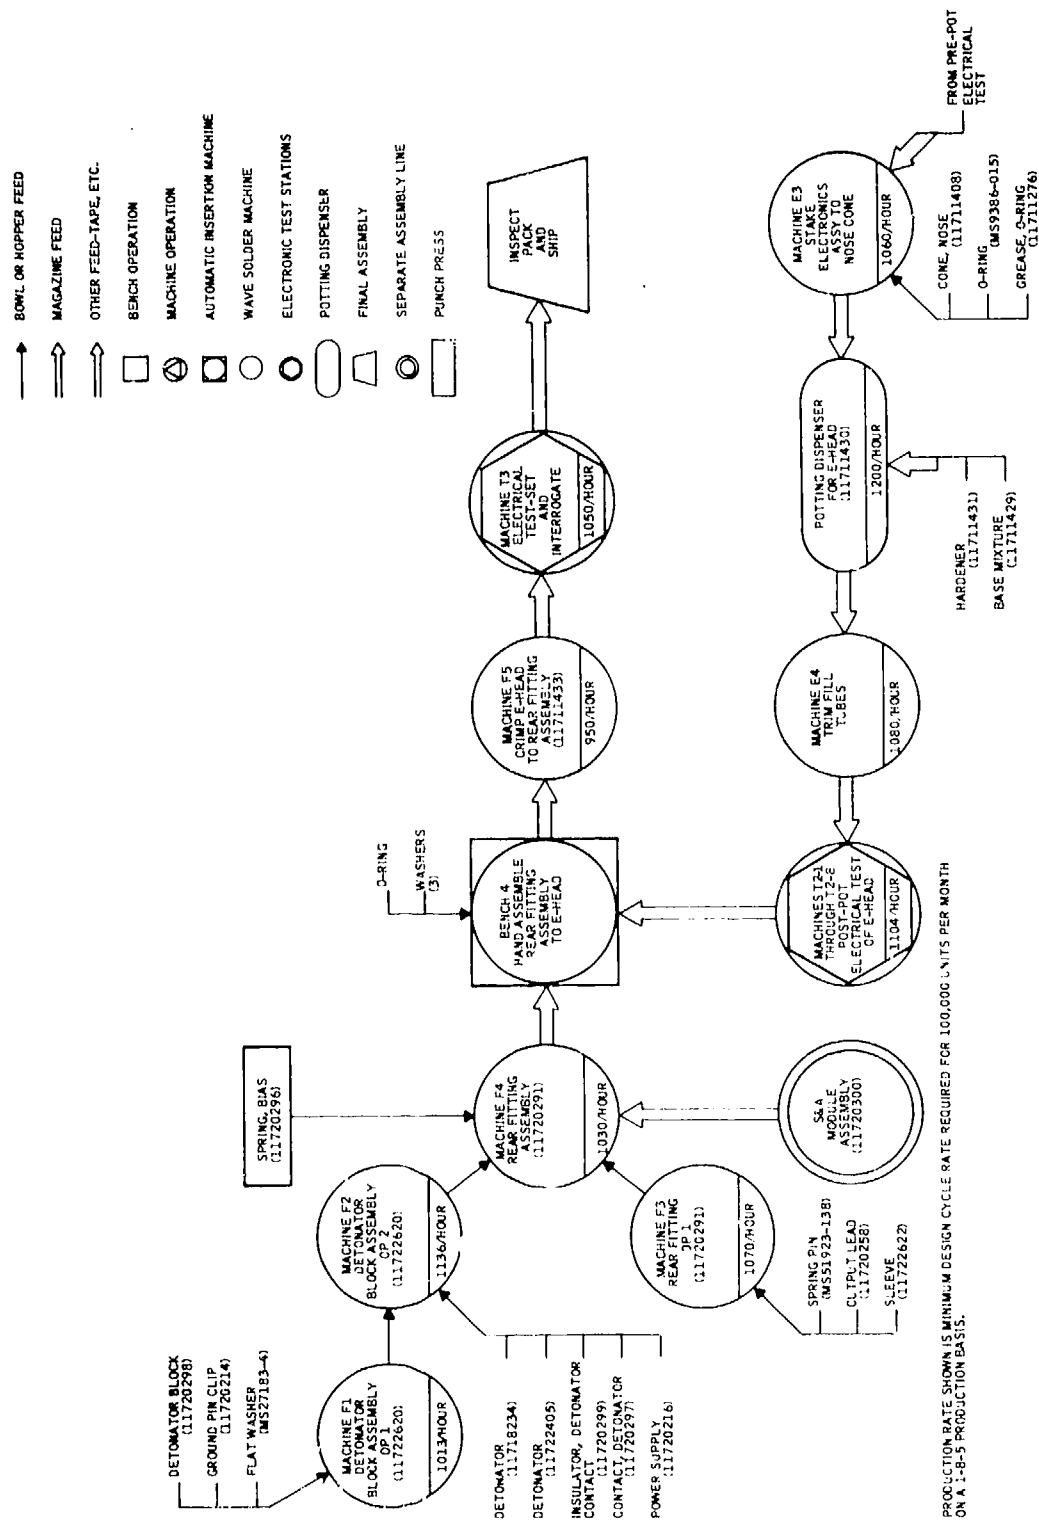 BOWL OR HOPPER FEED
MAGAZINE FEED
OTHER FEED-TAPE, ETC.
BENCH OPERATION
MACHINE OPERATION
AUTOMATIC INSERTION MACHINE
WAVE SOLDER MACHINE
ELECTRONIC TEST STATIONS
POTTING DISPENSER
FINAL ASSEMBLY
SEPARATE ASSEMBLY LINE
PUNCH PRESS
DETONATOR BLOCK
(11720298)
GROUND PIN CLIP
(11720214)
FLAT WASHER
(MS27183-4)
MACHINE F1
DETONATOR
BLOCK ASSEMBLY
OP 1
(11722620)
1013/HOUR
DETONATOR
(11718234)
DETONATOR
(11722405)
INSULATOR, DETONATOR
CONTACT
(11720299)
CONTACT, DETONATOR
(11720297)
POWER SUPPLY
(11720216)
MACHINE F2
DETONATOR
BLOCK ASSEMBLY
OP 2
(11722620)
1136/HOUR
SPRING, BIAS
(11720296)
MACHINE F3
REAR FITTING
OP 1
(11720291)
1070/HOUR
SPRING PIN
(MS51923-138)
OUTPUT LEAD
(11720258)
SLEEVE
(11722622)
MACHINE F4
REAR FITTING
ASSEMBLY
(11720291)
1030/HOUR
S&A
MODULE
ASSEMBLY
(11720300)
O-RING
WASHERS
(3)
BENCH 4
HAND ASSEMBLE
REAR FITTING
ASSEMBLY
TO E-HEAD
MACHINE F5
CRIMP E-HEAD
TO REAR FITTING
ASSEMBLY
(11711433)
950/HOUR
MACHINE T3
ELECTRICAL
TEST-SET
AND
INTERROGATE
1050/HOUR
INSPECT
PACK
AND
SHIP
MACHINES T2-1
THROUGH T2-8
POST-POT
ELECTRICAL TEST
OF E-HEAD
1104/HOUR
MACHINE E4
TRIM FILL
TUBES
1080/HOUR
POTTING DISPENSER
FOR E-HEAD
(11711430)
1200/HOUR
HARDENER
(11711431)
BASE MIXTURE
(11711429)
MACHINE E3
STAKE
ELECTRONICS
ASSY TO
NOSE CONE
1060/HOUR
CONE, NOSE
(11711408)
O-RING
(MS9386-015)
GREASE, O-RING
(11711276)
FROM PRE-POT
ELECTRICAL
TEST
PRODUCTION RATE SHOWN IS MINIMUM DESIGN CYCLE RATE REQUIRED FOR 100,000 UNITS PER MONTH
ON A 1-8-5 PRODUCTION BASIS.